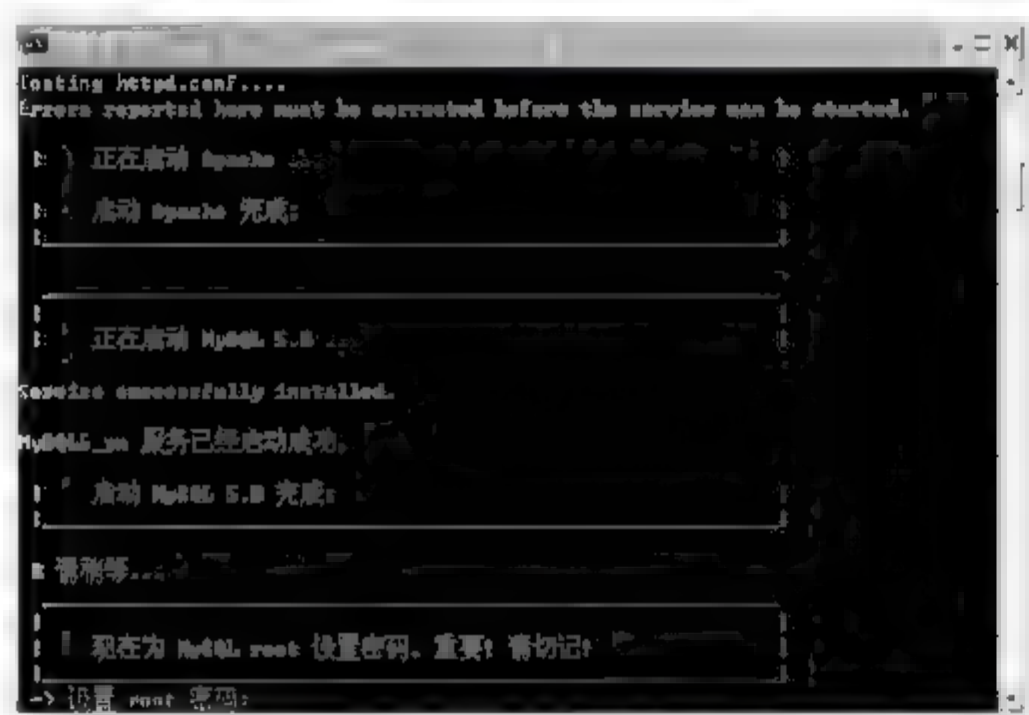 Testing httpd.conf....
Errors reported here must be corrected before the service can be started.
正在启动 Apache
启动 Apache 完成!
正在启动 MySQL 5.0
Service successfully installed.
服务已经启动成功。
启动 MySQL 5.0 完成!
请稍等...
现在为 MySQL root 设置密码。重要! 请切记!
-> 设置 root 密码: